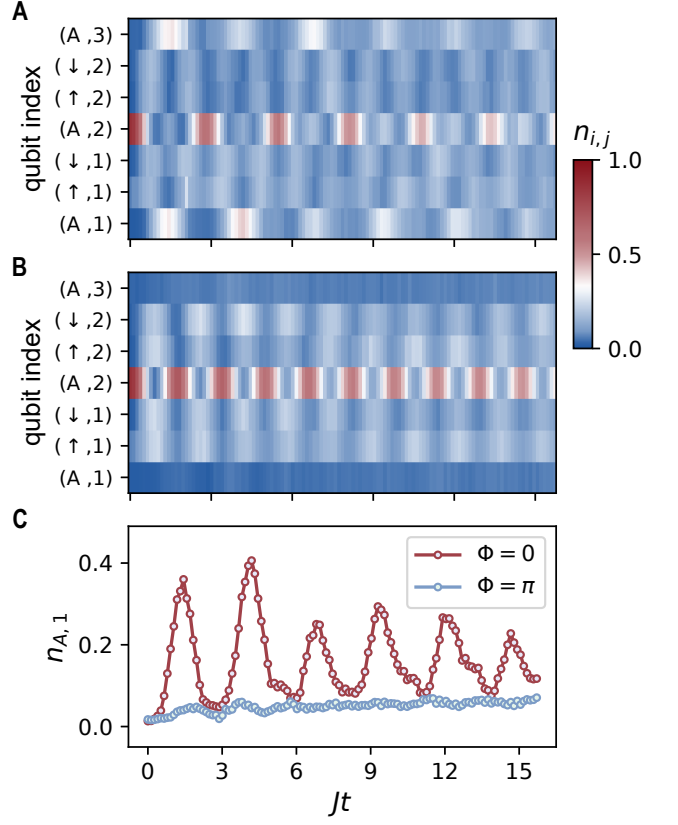 A
qubit index
(A ,3)
(↓,2)
(↑,2)
(A ,2)
(↓,1)
(↑,1)
(A ,1)
n_{i,j}
1.0
0.5
0.0
B
qubit index
(A ,3)
(↓,2)
(↑,2)
(A ,2)
(↓,1)
(↑,1)
(A ,1)
C
n_{A,1}
0.4
0.2
0.0
Φ = 0
Φ = π
0 3 6 9 12 15
Jt